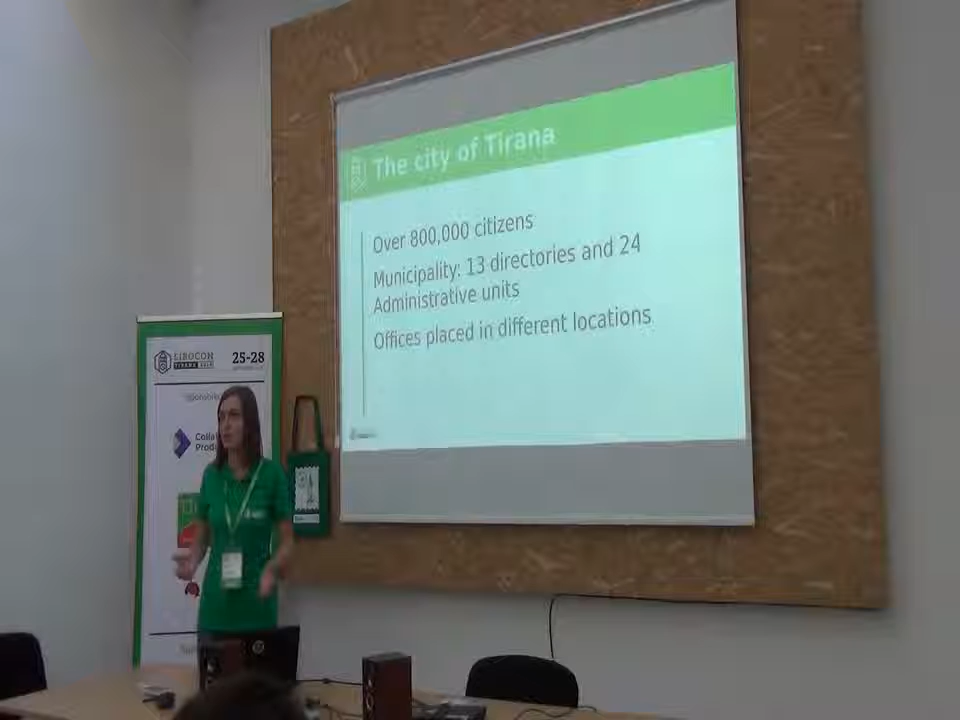 The city of Tirana
Over 800,000 citizens
Municipality: 13 directories and 24
Administrative units
Offices placed in different locations
LIBOCON
25-28